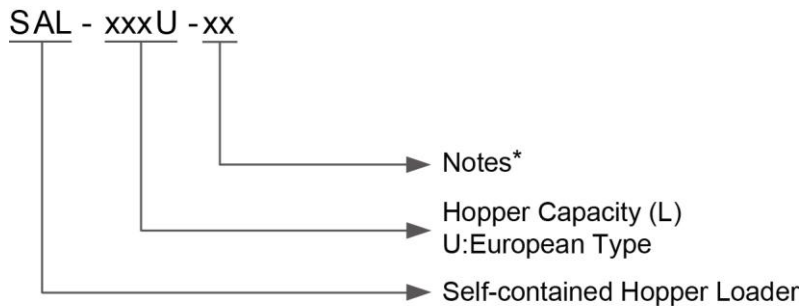 SAL - xxxU - xx
Notes*
Hopper Capacity (L)
U:European Type
Self-contained Hopper Loader